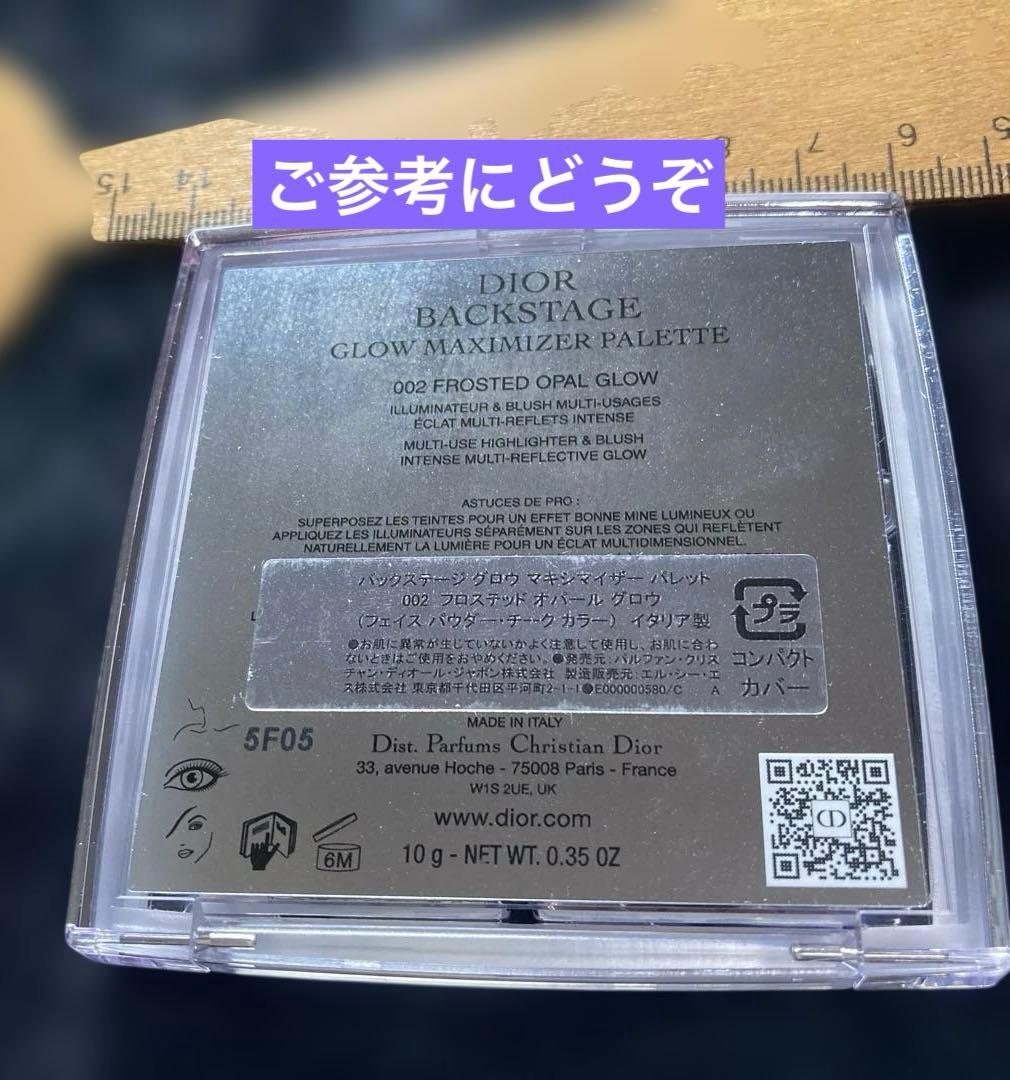 ご参考にどうぞ
15 14 8 7 6 5
DIOR
BACKSTAGE
GLOW MAXIMIZER PALETTE
002 FROSTED OPAL GLOW
ILLUMINATEUR & BLUSH MULTI-USAGES
ÉCLAT MULTI-REFLETS INTENSE
MULTI-USE HIGHLIGHTER & BLUSH
INTENSE MULTI-REFLECTIVE GLOW
ASTUCES DE PRO :
SUPERPOSEZ LES TEINTES POUR UN EFFET BONNE MINE LUMINEUX OU
APPLIQUEZ LES ILLUMINATEURS SÉPARÉMENT SUR LES ZONES QUI REFLÈTENT
NATURELLEMENT LA LUMIÈRE POUR UN ÉCLAT MULTIDIMENSIONNEL.
バックステージ グロウ マキシマイザー パレット
002 フロステッド オパール グロウ
(フェイス パウダー・チーク カラー) イタリア製
●お肌に異常が生じていないかよく注意して使用し、お肌に合わ
ないときはご使用をおやめください。●発売元:パルファン・クリス
チャン・ディオール・ジャポン株式会社 製造販売元:エル・シー・エ
ス株式会社 東京都千代田区平河町2-1-1●E000000580/C A
プラ
コンパクト
カバー
MADE IN ITALY
5F05
Dist. Parfums Christian Dior
33, avenue Hoche - 75008 Paris - France
W1S 2UE, UK
www.dior.com
6M
10 g - NET WT. 0.35 OZ
CD